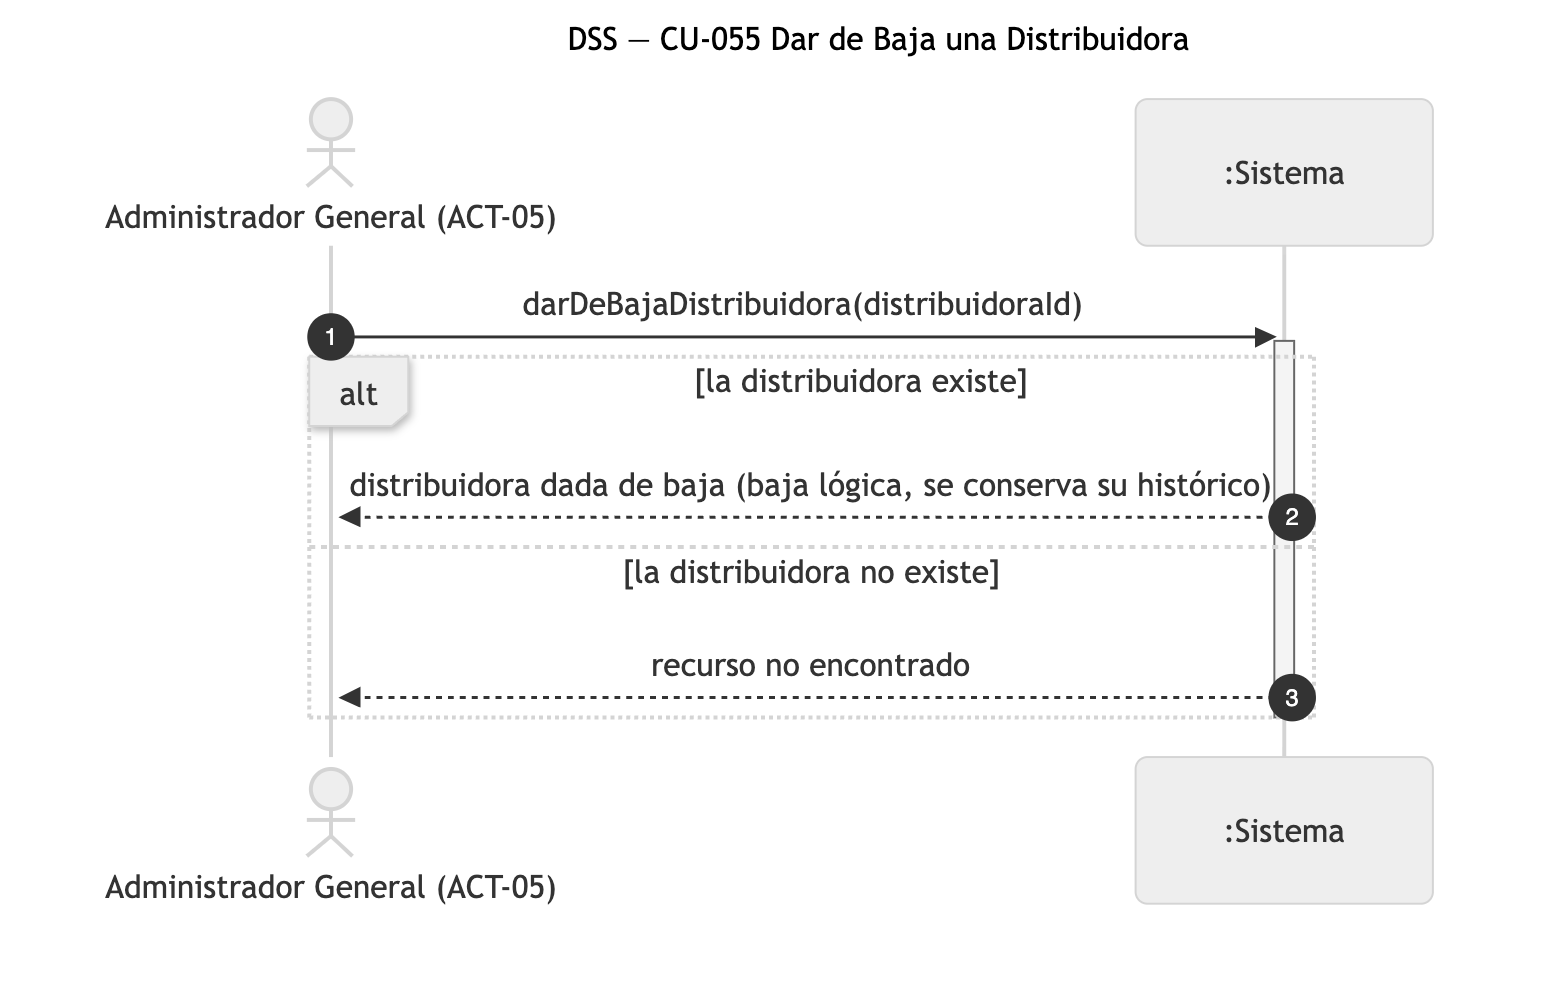 DSS — CU-055 Dar de Baja una Distribuidora
:Sistema
Administrador General (ACT-05)
darDeBajaDistribuidora(distribuidoraId)
1
[la distribuidora existe]
alt
distribuidora dada de baja (baja lógica, se conserva su histórico)
2
[la distribuidora no existe]
recurso no encontrado
3
:Sistema
Administrador General (ACT-05)